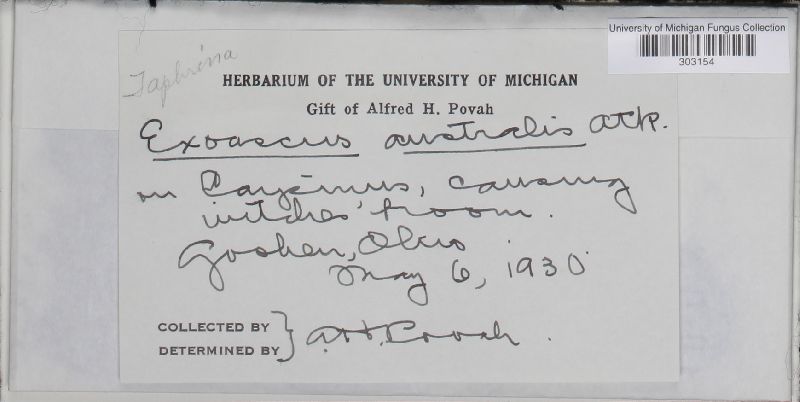 University of Michigan Fungus Collection
303154
Taphrina
HERBARIUM OF THE UNIVERSITY OF MICHIGAN
Gift of Alfred H. Povah
Exoascus australis Atk.
on Carpinus, causing
witches' broom.
Goshen, Ohio
May 6, 1930
COLLECTED BY
DETERMINED BY } A.H. Povah.